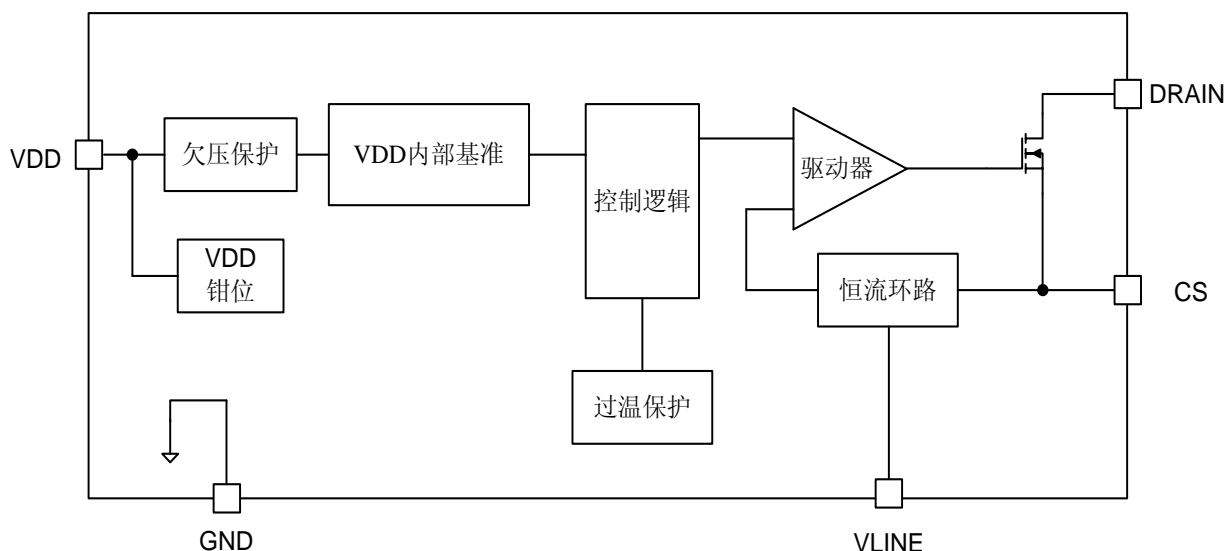 DRAIN
VDD
欠压保护
VDD内部基准
控制逻辑
驱动器
VDD
钳位
恒流环路
CS
过温保护
GND
VLINE